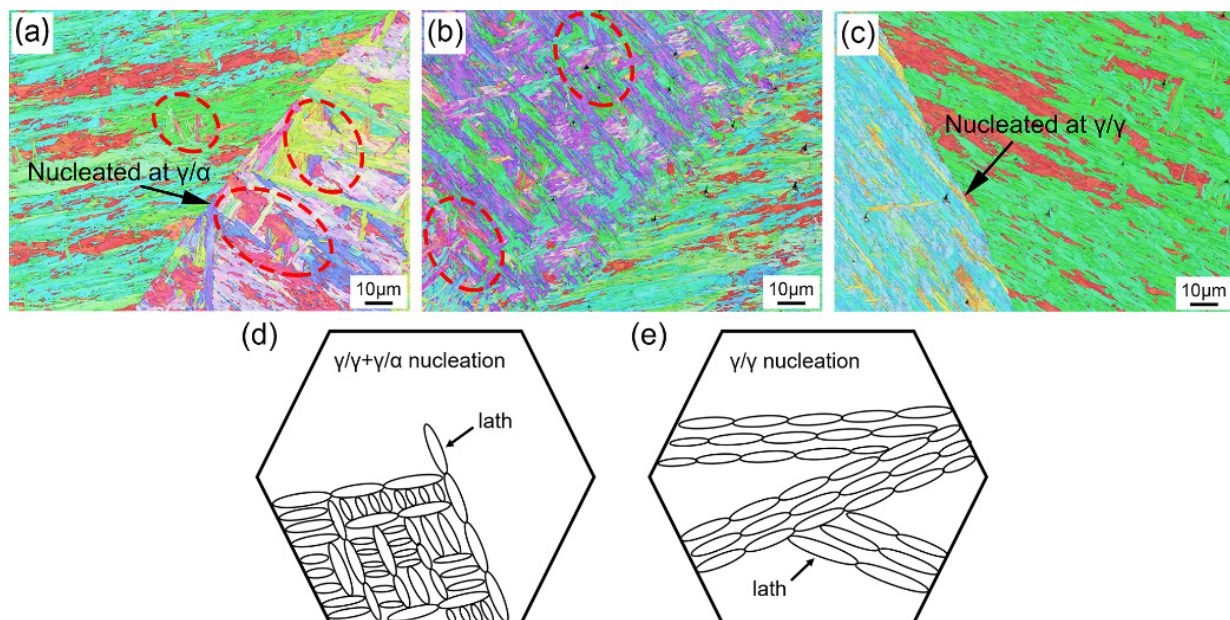 (a)
Nucleated at γ/α
10μm
(b)
10μm
(c)
Nucleated at γ/γ
10μm
(d)
γ/γ+γ/α nucleation
lath
(e)
γ/γ nucleation
lath